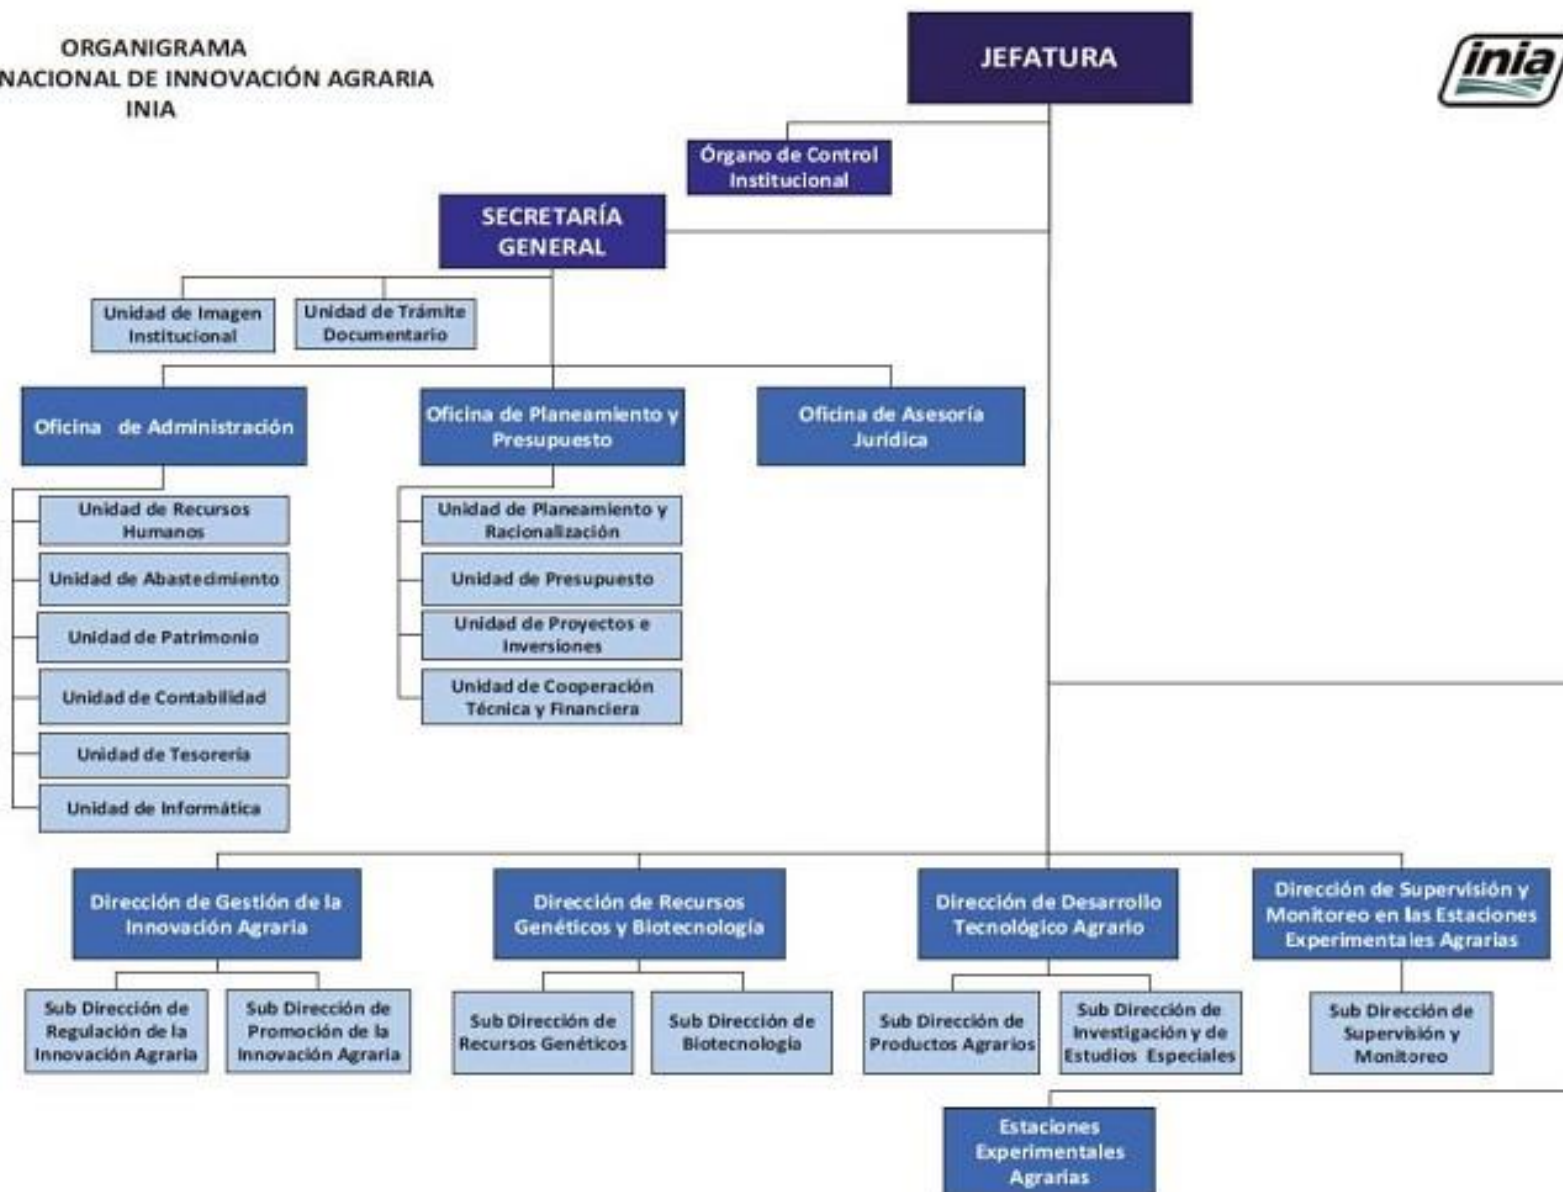 ORGANIGRAMA
NACIONAL DE INNOVACIÓN AGRARIA
INIA
JEFATURA
inia
Órgano de Control
Institucional
SECRETARÍA
GENERAL
Unidad de Imagen
Institucional
Unidad de Trámite
Documentario
Oficina de Administración
Oficina de Planeamiento y
Presupuesto
Oficina de Asesoría
Jurídica
Unidad de Recursos
Humanos
Unidad de Abastecimiento
Unidad de Patrimonio
Unidad de Contabilidad
Unidad de Tesorería
Unidad de Informática
Unidad de Planeamiento y
Racionalización
Unidad de Presupuesto
Unidad de Proyectos e
Inversiones
Unidad de Cooperación
Técnica y Financiera
Dirección de Gestión de la
Innovación Agraria
Dirección de Recursos
Genéticos y Biotecnología
Dirección de Desarrollo
Tecnológico Agrario
Dirección de Supervisión y
Monitoreo en las Estaciones
Experimentales Agrarias
Sub Dirección de
Regulación de la
Innovación Agraria
Sub Dirección de
Promoción de la
Innovación Agraria
Sub Dirección de
Recursos Genéticos
Sub Dirección de
Biotecnología
Sub Dirección de
Productos Agrarios
Sub Dirección de
Investigación y de
Estudios Especiales
Sub Dirección de
Supervisión y
Monitoreo
Estaciones
Experimentales
Agrarias